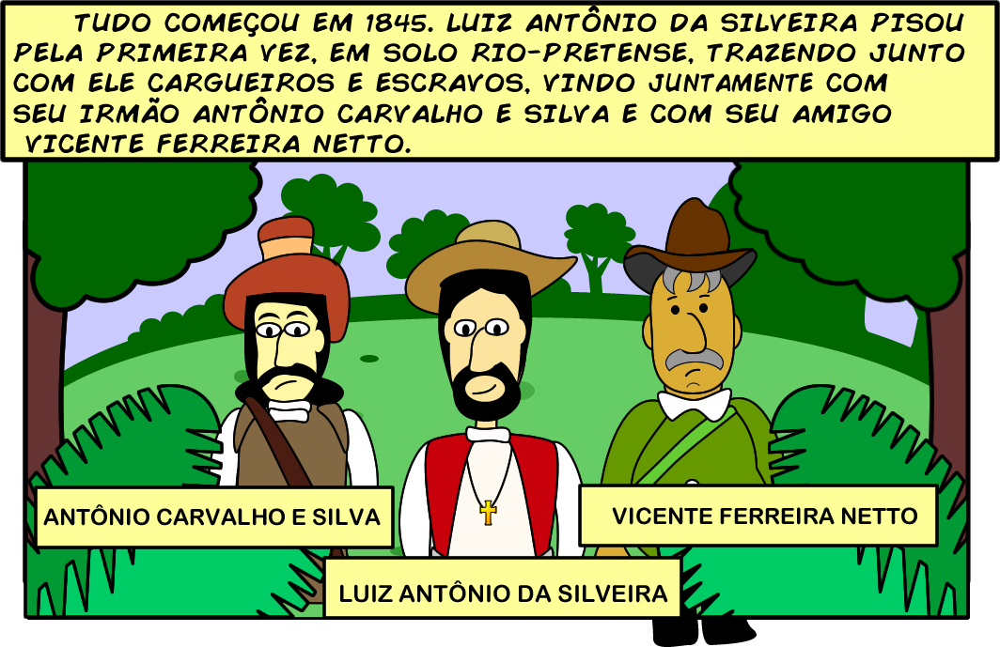 TUDO COMEÇOU EM 1845. LUIZ ANTÔNIO DA SILVEIRA PISOU
PELA PRIMEIRA VEZ, EM SOLO RIO-PRETENSE, TRAZENDO JUNTO
COM ELE CARGUEIROS E ESCRAVOS, VINDO JUNTAMENTE COM
SEU IRMÃO ANTÔNIO CARVALHO E SILVA E COM SEU AMIGO
VICENTE FERREIRA NETTO.
ANTÔNIO CARVALHO E SILVA
VICENTE FERREIRA NETTO
LUIZ ANTÔNIO DA SILVEIRA